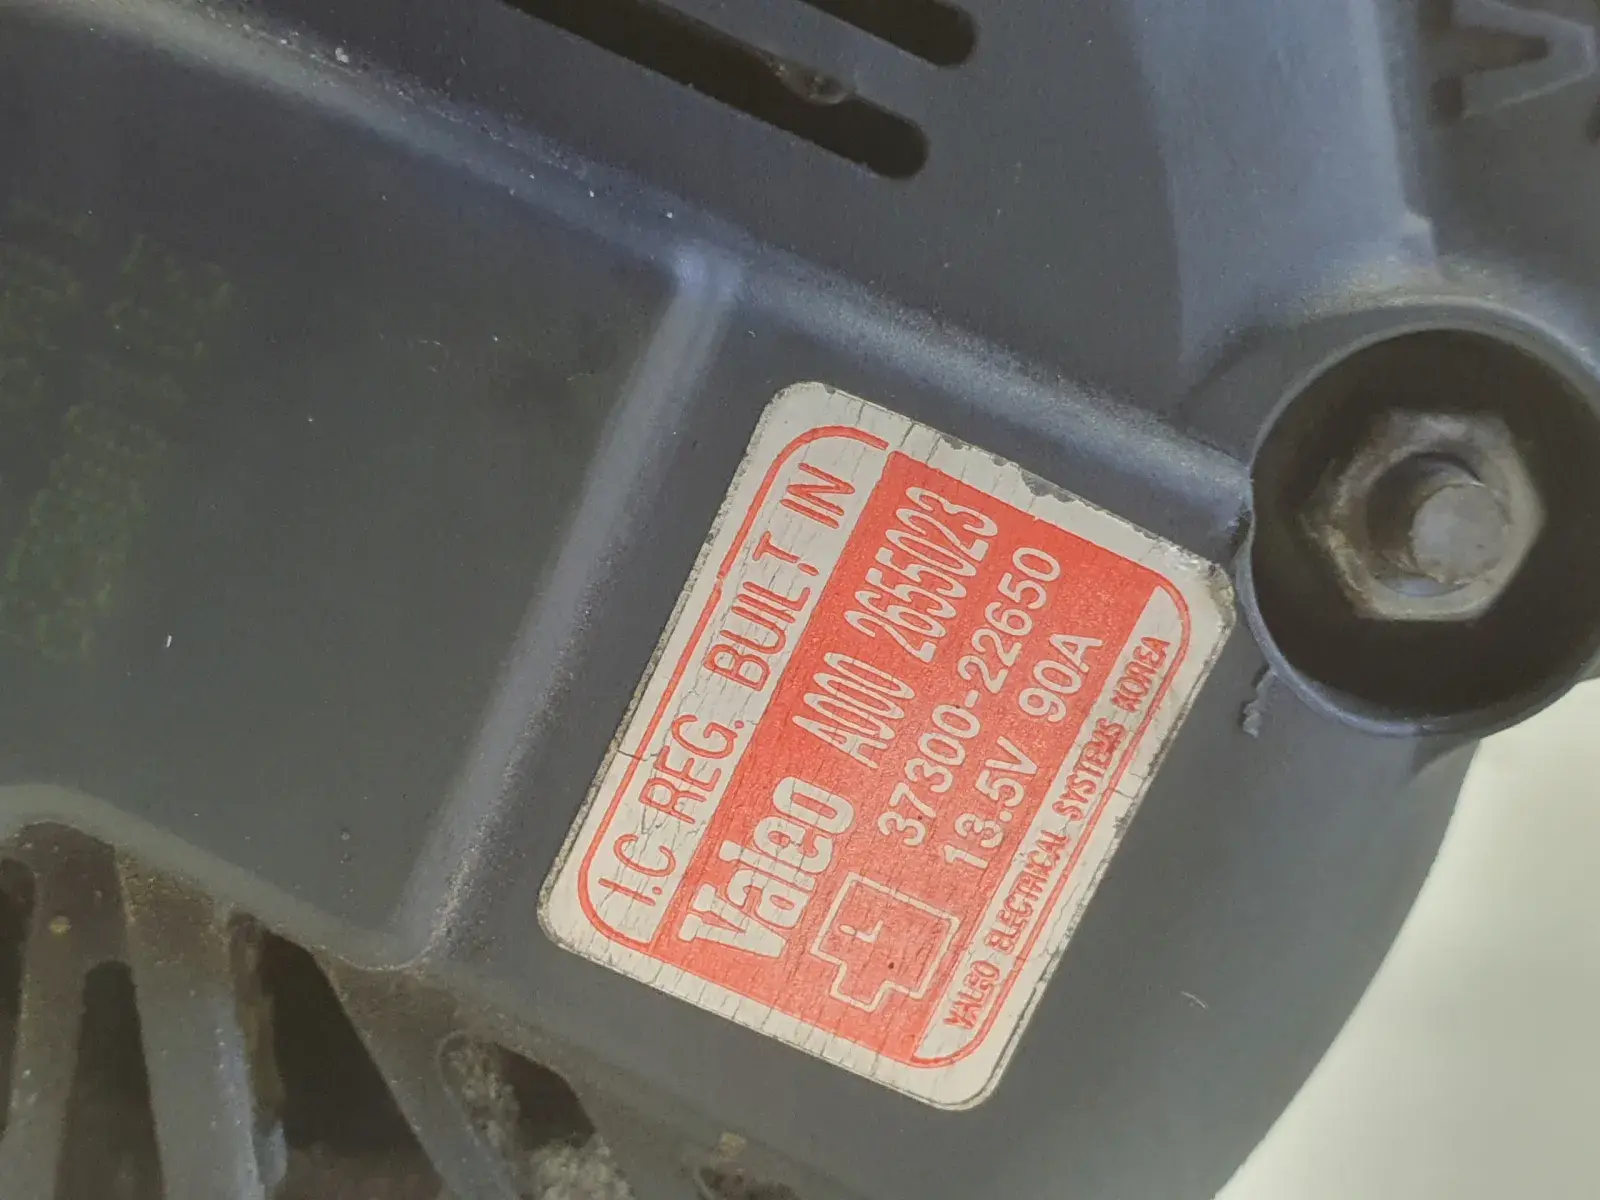 I.C REG. BUILT IN
Valeo A000 2655023
37300-22650
L 13.5V 90A
VALEO ELECTRICAL SYSTEMS KOREA